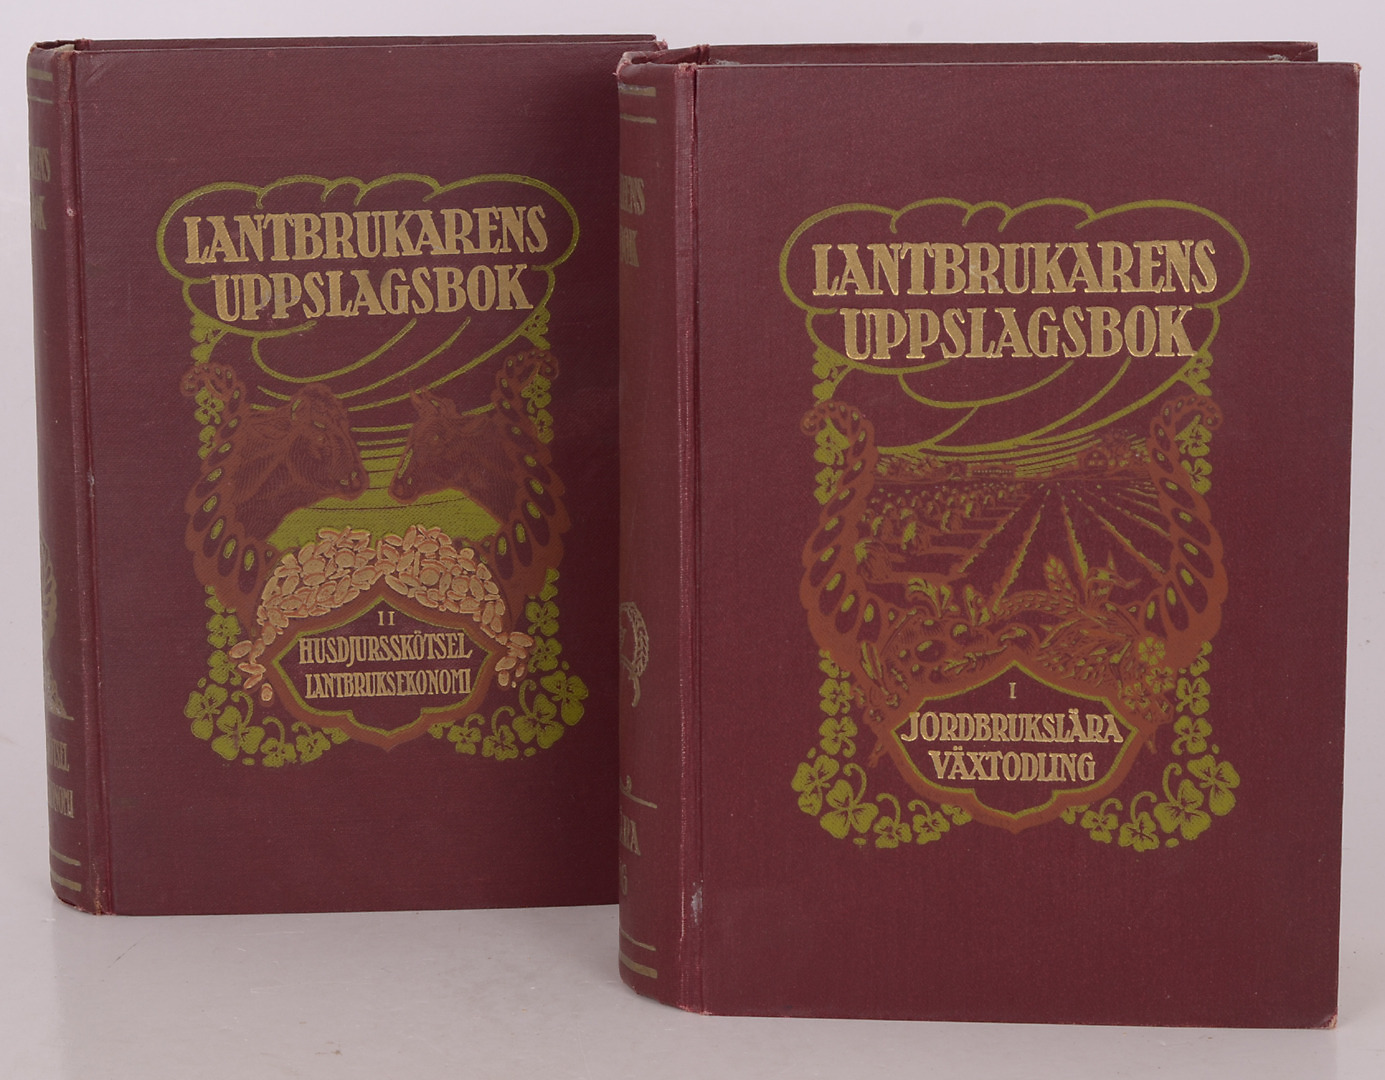 LANTBRUKARENS
UPPSLAGSBOK
II
HUSDJURSSKÖTSEL
LANTBRUKSEKONOMI
LANTBRUKARENS
UPPSLAGSBOK
I
JORDBRUKSLÄRA
VÄXTODLING